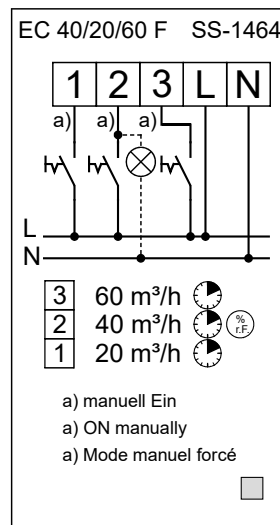 EC 40/20/60 F SS-1464
1 2 3 L N
a) a) a)
L
N
3 60 m³/h
2 40 m³/h % r.F.
1 20 m³/h
a) manuell Ein
a) ON manually
a) Mode manuel forcé